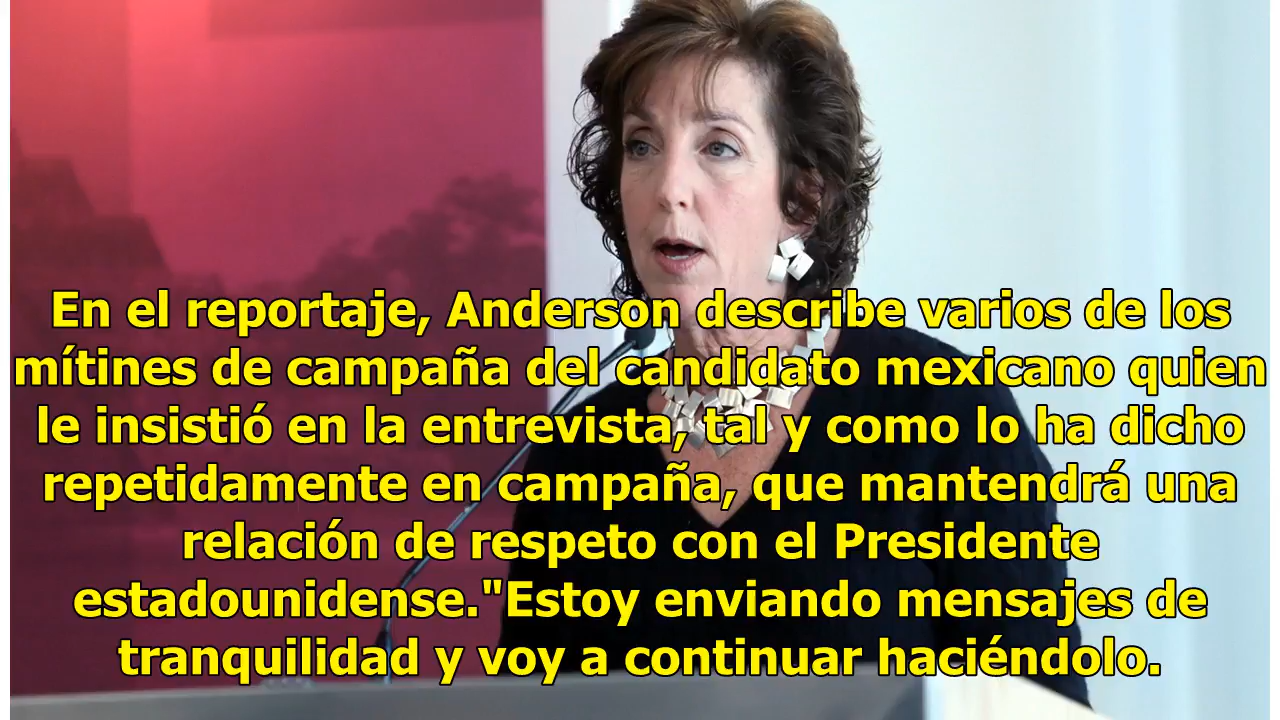 En el reportaje, Anderson describe varios de los
mítines de campaña del candidato mexicano quien
le insistió en la entrevista, tal y como lo ha dicho
repetidamente en campaña, que mantendrá una
relación de respeto con el Presidente
estadounidense."Estoy enviando mensajes de
tranquilidad y voy a continuar haciéndolo.